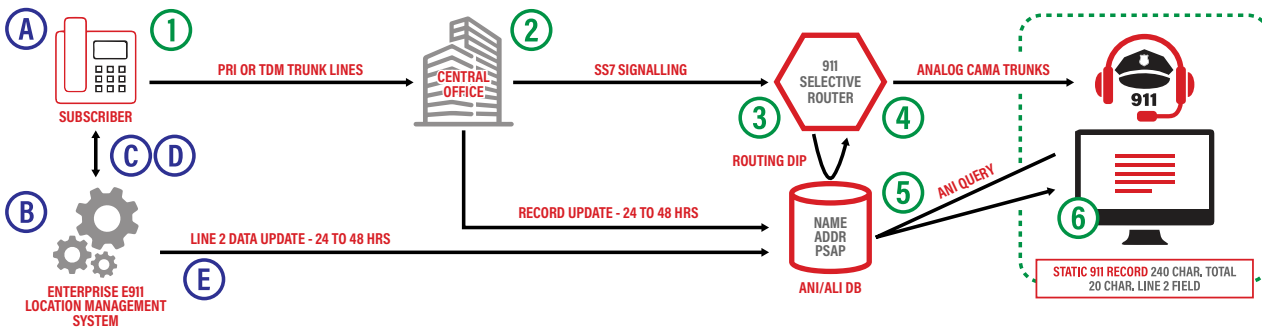 A
1
2
PRI OR TDM TRUNK LINES
CENTRAL
OFFICE
SS7 SIGNALLING
911
SELECTIVE
ROUTER
ANALOG CAMA TRUNKS
911
SUBSCRIBER
3
4
C
D
ROUTING DIP
ANI QUERY
5
B
RECORD UPDATE - 24 TO 48 HRS
NAME
ADDR
PSAP
6
LINE 2 DATA UPDATE - 24 TO 48 HRS
E
ANI/ALI DB
STATIC 911 RECORD 240 CHAR, TOTAL
20 CHAR, LINE 2 FIELD
ENTERPRISE E911
LOCATION MANAGEMENT
SYSTEM